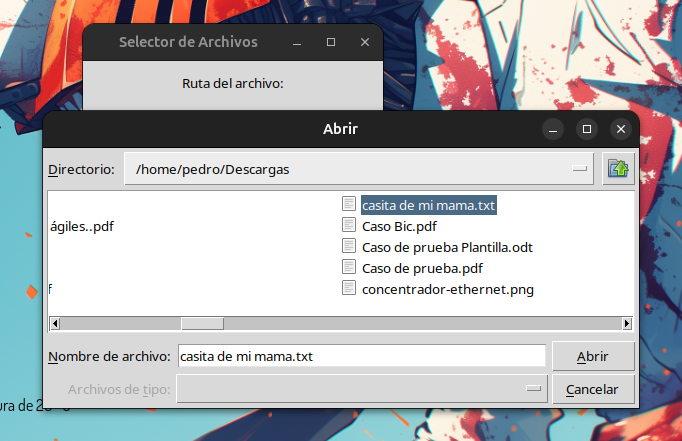 Selector de Archivos
Ruta del archivo:
Abrir
Directorio: /home/pedro/Descargas
casita de mi mama.txt
ágiles..pdf Caso Bic.pdf
Caso de prueba Plantilla.odt
Caso de prueba.pdf
f concentrador-ethernet.png
Nombre de archivo: casita de mi mama.txt Abrir
Archivos de tipo: Cancelar
ura de